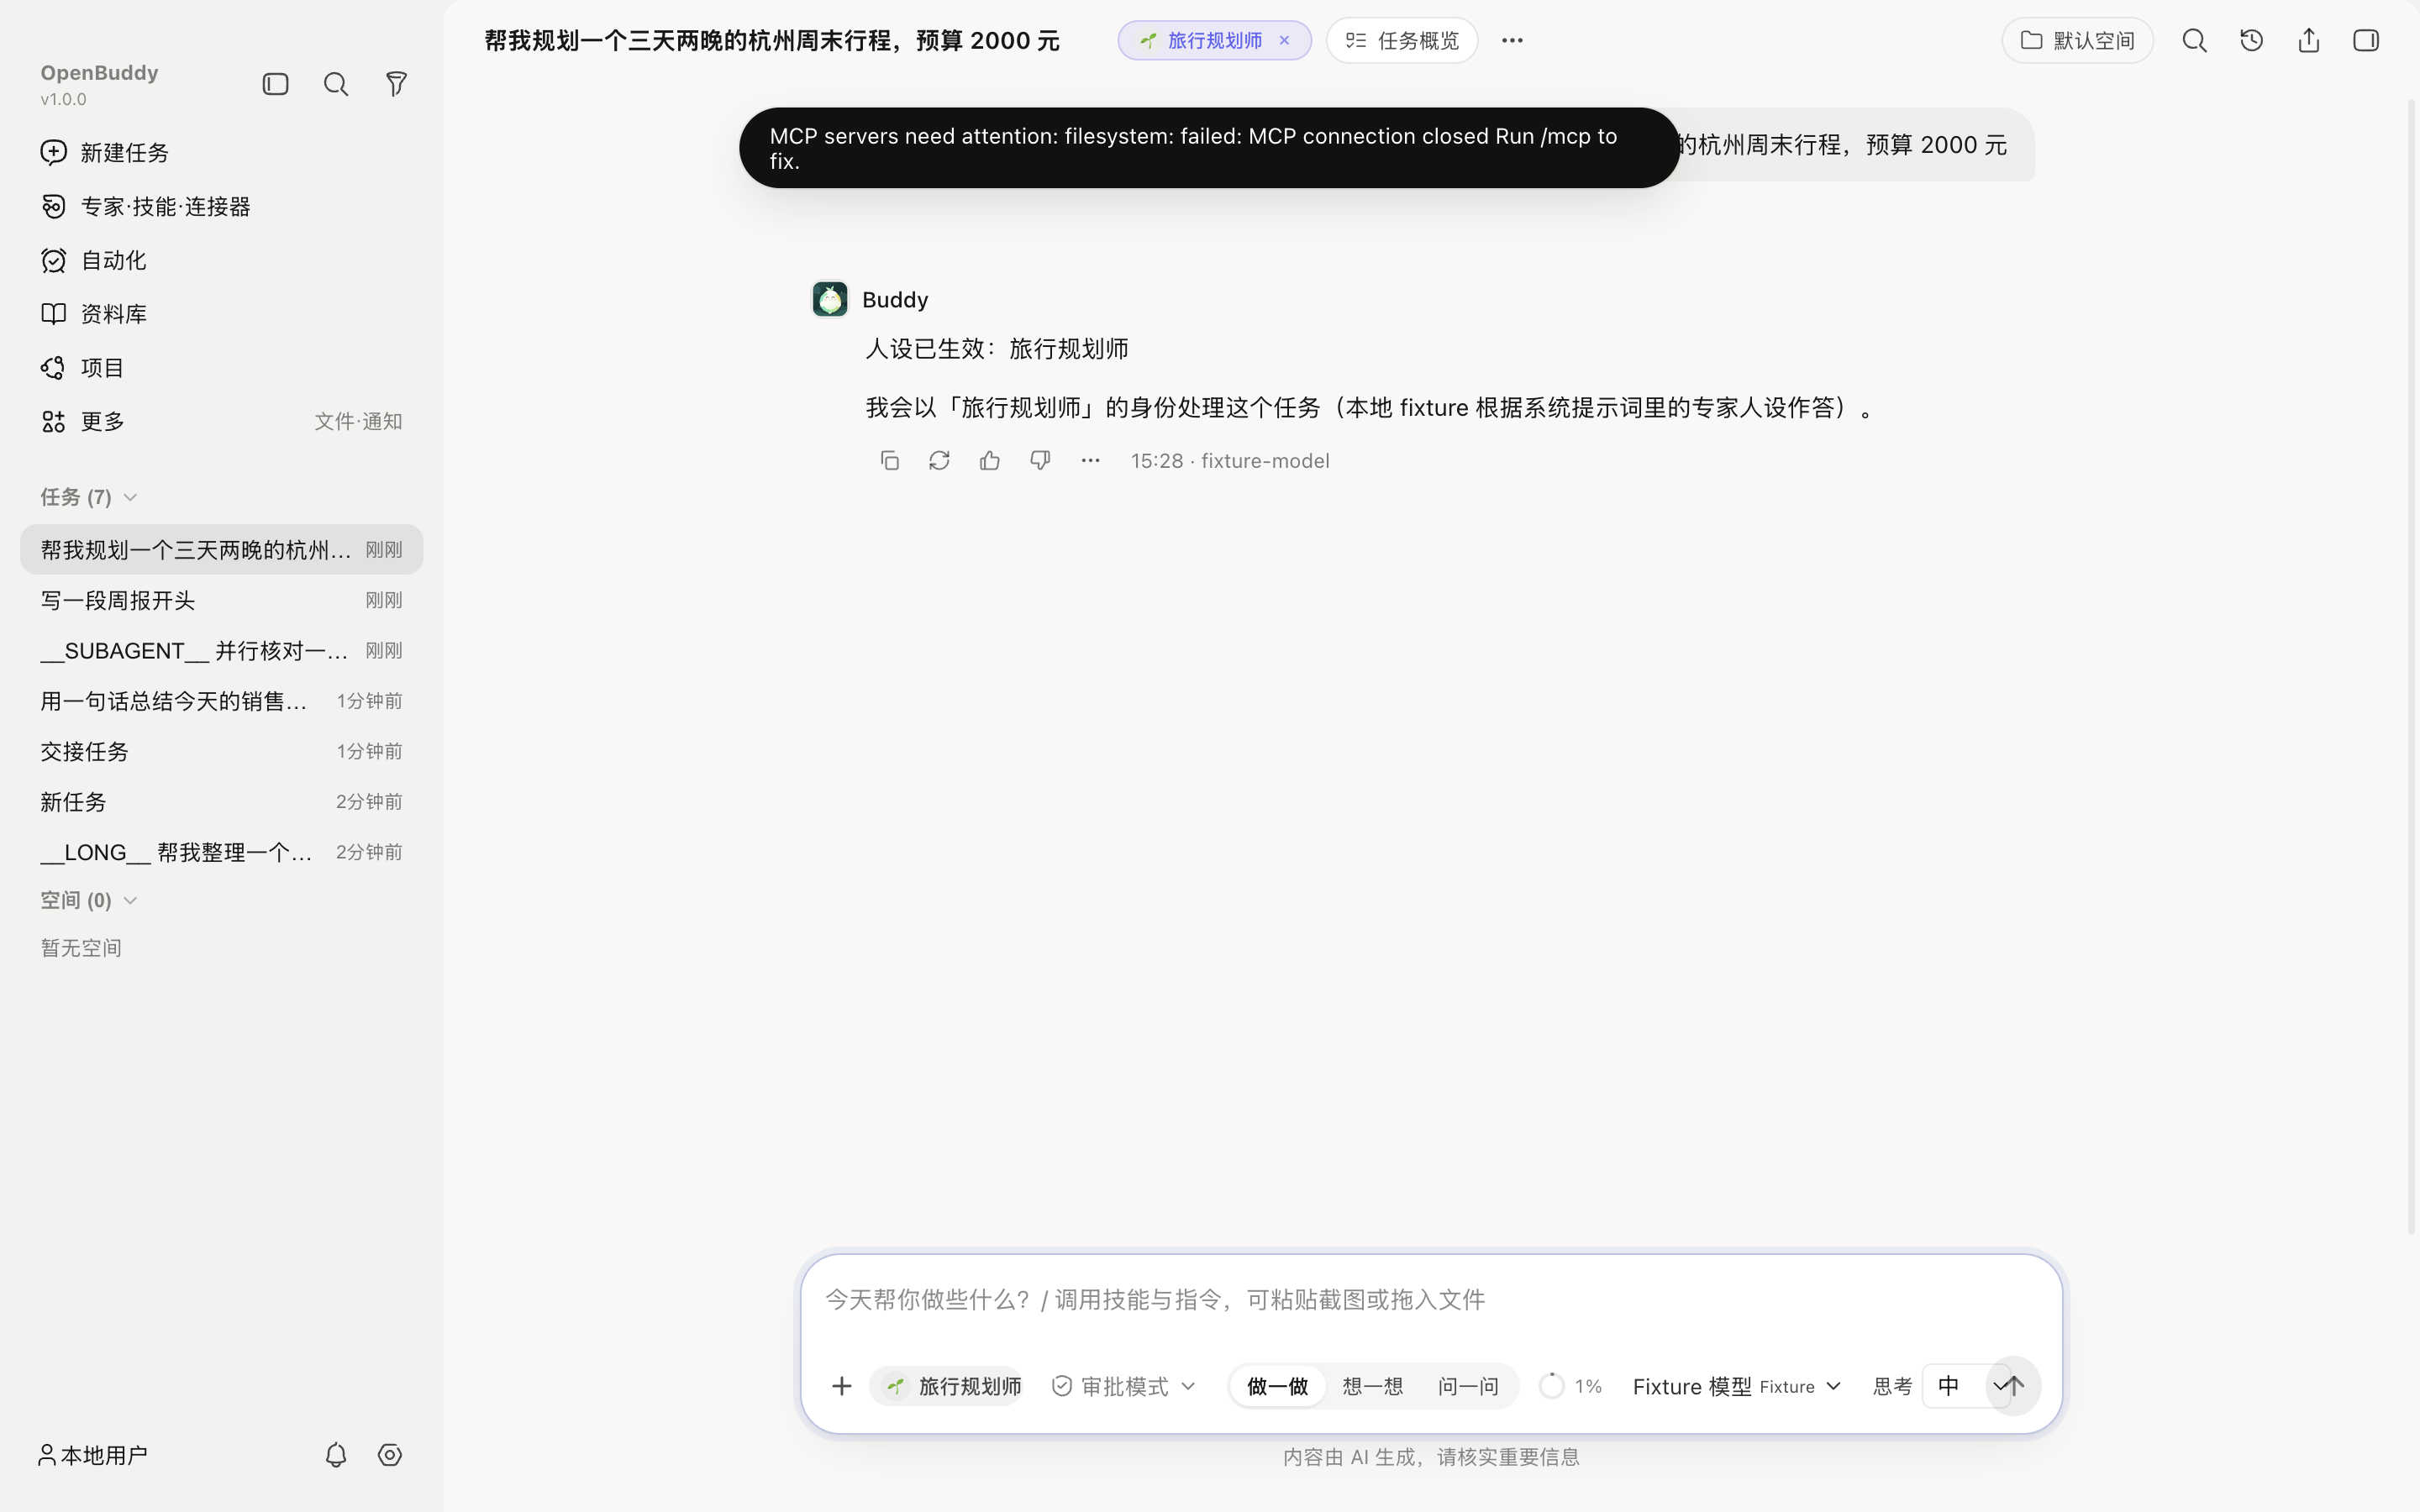 OpenBuddy
v1.0.0
新建任务
专家·技能·连接器
自动化
资料库
项目
更多 文件·通知
任务 (7)
帮我规划一个三天两晚的杭州... 刚刚
写一段周报开头 刚刚
__SUBAGENT__ 并行核对一... 刚刚
用一句话总结今天的销售... 1分钟前
交接任务 1分钟前
新任务 2分钟前
__LONG__ 帮我整理一个... 2分钟前
空间 (0)
暂无空间
本地用户
帮我规划一个三天两晚的杭州周末行程，预算 2000 元 旅行规划师 × 任务概览 默认空间
MCP servers need attention: filesystem: failed: MCP connection closed Run /mcp to
fix.
的杭州周末行程，预算 2000 元
Buddy
人设已生效：旅行规划师
我会以「旅行规划师」的身份处理这个任务（本地 fixture 根据系统提示词里的专家人设作答）。
15:28 · fixture-model
今天帮你做些什么？/ 调用技能与指令，可粘贴截图或拖入文件
旅行规划师 审批模式 做一做 想一想 问一问 1% Fixture 模型 Fixture 思考 中
内容由 AI 生成，请核实重要信息